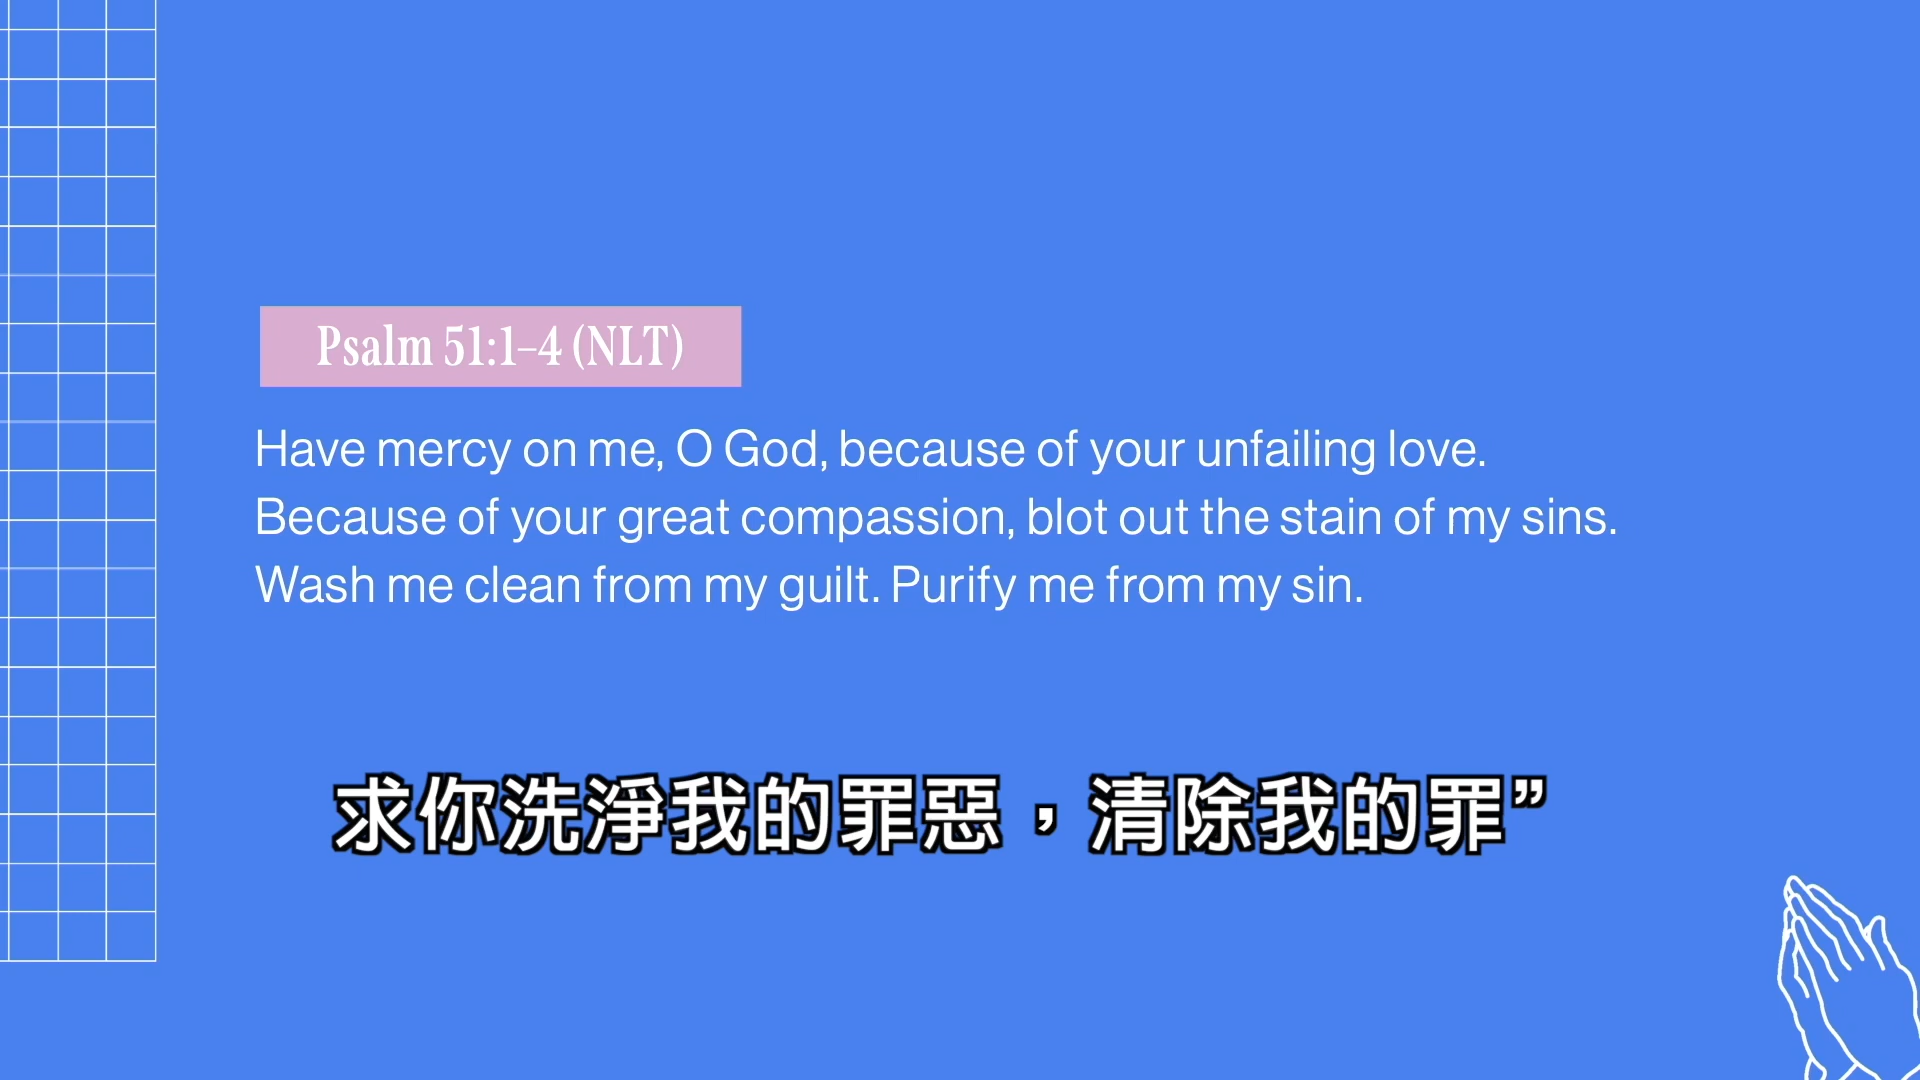 Psalm 51:1–4 (NLT)
Have mercy on me, O God, because of your unfailing love.
Because of your great compassion, blot out the stain of my sins.
Wash me clean from my guilt. Purify me from my sin.
求你洗淨我的罪惡，清除我的罪”